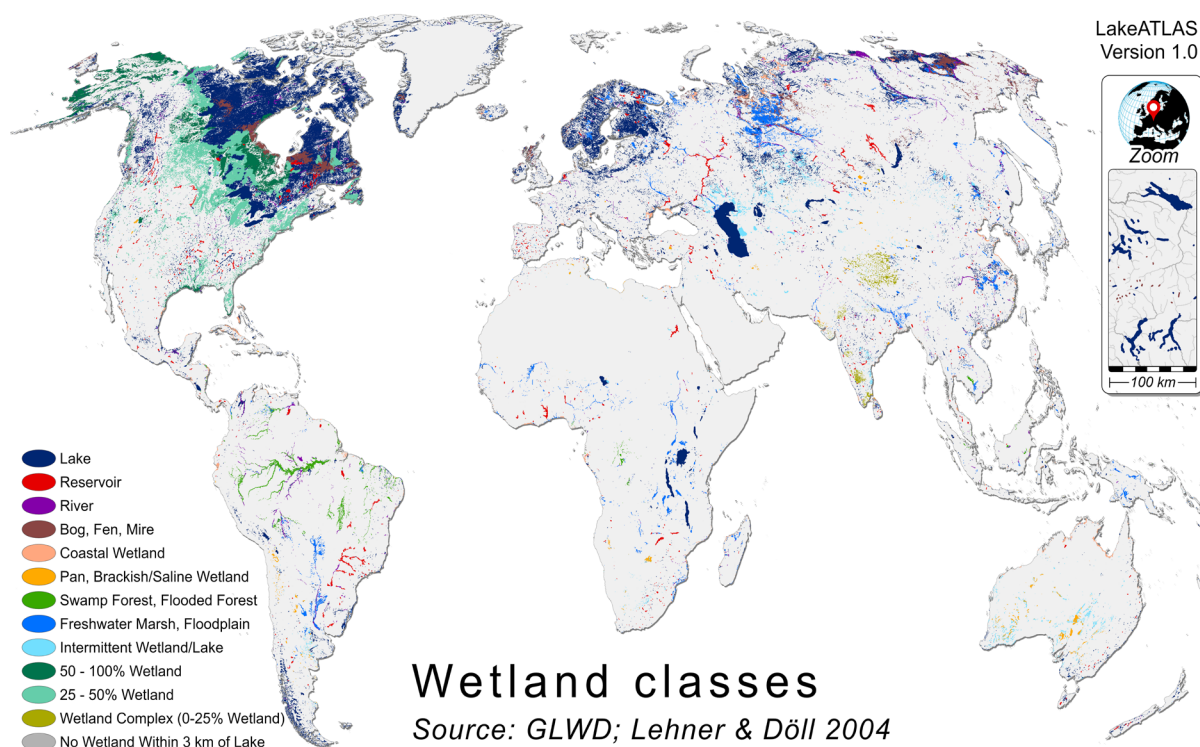 LakeATLAS
Version 1.0
Zoom
100 km
Lake
Reservoir
River
Bog, Fen, Mire
Coastal Wetland
Pan, Brackish/Saline Wetland
Swamp Forest, Flooded Forest
Freshwater Marsh, Floodplain
Intermittent Wetland/Lake
50 - 100% Wetland
25 - 50% Wetland
Wetland Complex (0-25% Wetland)
No Wetland Within 3 km of Lake
Wetland classes
Source: GLWD; Lehner & Döll 2004